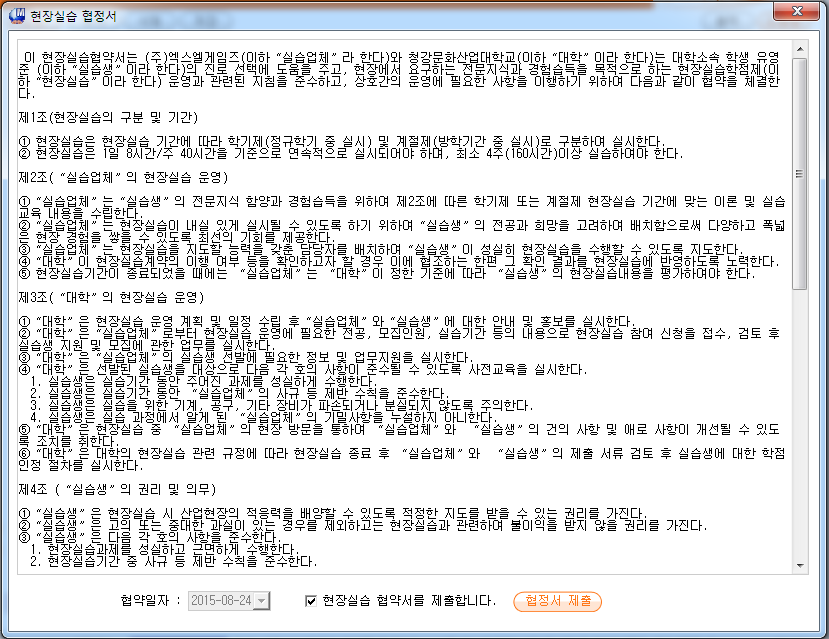 현장실습 협정서
이 현장실습협약서는 (주)엑스엘게임즈(이하 “실습업체” 라 한다)와 청강문화산업대학교(이하 “대학” 이라 한다)는 대학소속 학생 유영
준 (이하 “실습생” 이라 한다)의 진로 선택에 도움을 주고, 현장에서 요구하는 전문지식과 경험습득을 목적으로 하는 현장실습학점제(이
하 “현장실습” 이라 한다) 운영과 관련된 지침을 준수하고, 상호간의 운영에 필요한 사항을 이행하기 위하여 다음과 같이 협약을 체결한
다.
제1조(현장실습의 구분 및 기간)
① 현장실습은 현장실습 기간에 따라 학기제(정규학기 중 실시) 및 계절제(방학기간 중 실시)로 구분하여 실시한다.
② 현장실습은 1일 8시간/주 40시간을 기준으로 연속적으로 실시되어야 하며, 최소 4주(160시간)이상 실습하여야 한다.
제2조( “실습업체” 의 현장실습 운영)
① “실습업체” 는 “실습생” 의 전문지식 함양과 경험습득을 위하여 제2조에 따른 학기제 또는 계절제 현장실습 기간에 맞는 이론 및 실습
교육 내용을 수립한다.
② “실습업체” 는 현장실습이 내실 있게 실시될 수 있도록 하기 위하여 “실습생” 의 전공과 희망을 고려하여 배치함으로써 다양하고 폭넓
는 현장 경험을 쌓을 수 있도록 최선의 기회를 제공한다.
③ “실습업체” 는 현장실습을 지도할 능력을 갖춘 담당자를 배치하여 “실습생” 이 성실히 현장실습을 수행할 수 있도록 지도한다.
④ “대학” 이 현장실습계약의 이행 여부 등을 확인하고자 할 경우 이에 협조하는 한편 그 확인 결과를 현장실습에 반영하도록 노력한다.
⑤ 현장실습기간이 종료되었을 때에는 “실습업체” 는 “대학” 이 정한 기준에 따라 “실습생” 의 현장실습내용을 평가하여야 한다.
제3조( “대학” 의 현장실습 운영)
① “대학” 은 현장실습 운영 계획 및 일정 수립 후 “실습업체” 와 “실습생” 에 대한 안내 및 홍보를 실시한다.
② “대학” 은 “실습업체” 로부터 현장실습 운영에 필요한 전공, 모집인원, 실습기간 등의 내용으로 현장실습 참여 신청을 접수, 검토 후
실습생 지원 및 모집에 관한 업무를 실시한다.
③ “대학” 은 “실습업체” 의 실습생 선발에 필요한 정보 및 업무지원을 실시한다.
④ “대학” 은 선발된 실습생을 대상으로 다음 각 호의 사항이 준수될 수 있도록 사전교육을 실시한다.
1. 실습생은 실습기간 동안 주어진 과제를 성실하게 수행한다.
2. 실습생은 실습기간 동안 “실습업체” 의 사규 등 제반 수칙을 준수한다.
3. 실습생은 실습을 위한 기계, 공구, 기타 장비가 파손되거나 분실되지 않도록 주의한다.
4. 실습생은 실습 과정에서 알게 된 “실습업체” 의 기밀사항을 누설하지 아니한다.
⑤ “대학” 은 현장실습 중 “실습업체” 의 현장 방문을 통하여 “실습업체” 와 “실습생” 의 건의 사항 및 애로 사항이 개선될 수 있도
록 조치를 취한다.
⑥ “대학” 은 대학의 현장실습 관련 규정에 따라 현장실습 종료 후 “실습업체” 와 “실습생” 의 제출 서류 검토 후 실습생에 대한 학점
인정 절차를 실시한다.
제4조 ( “실습생” 의 권리 및 의무)
① “실습생” 은 현장실습 시 산업현장의 적응력을 배양할 수 있도록 적정한 지도를 받을 수 있는 권리를 가진다.
② “실습생” 은 고의 또는 중대한 과실이 있는 경우를 제외하고는 현장실습과 관련하여 불이익을 받지 않을 권리를 가진다.
③ “실습생” 은 다음 각 호의 사항을 준수한다.
1. 현장실습과제를 성실하고 근면하게 수행한다.
2. 현장실습기간 중 사규 등 제반 수칙을 준수한다.
협약일자 : 2015-08-24 현장실습 협약서를 제출합니다. 협정서 제출